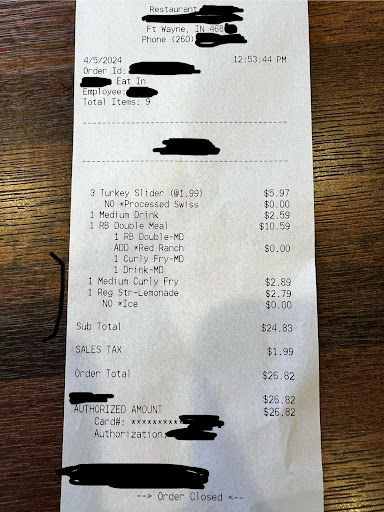 Restaurant
Ft Wayne, IN 468
Phone (260)
4/5/2024 12:53:44 PM
Order Id:
Eat In
Employee:
Total Items: 9
3 Turkey Slider (@1.99) $5.97
NO *Processed Swiss $0.00
1 Medium Drink $2.59
1 RB Double Meal $10.59
1 RB Double-MD
ADD *Red Ranch $0.00
1 Curly Fry-MD
1 Drink-MD
1 Medium Curly Fry $2.89
1 Reg Str-Lemonade $2.79
NO *Ice $0.00
Sub Total $24.83
SALES TAX $1.99
Order Total $26.82
$26.82
AUTHORIZED AMOUNT $26.82
Card#: **********
Authorization:
--> Order Closed <--